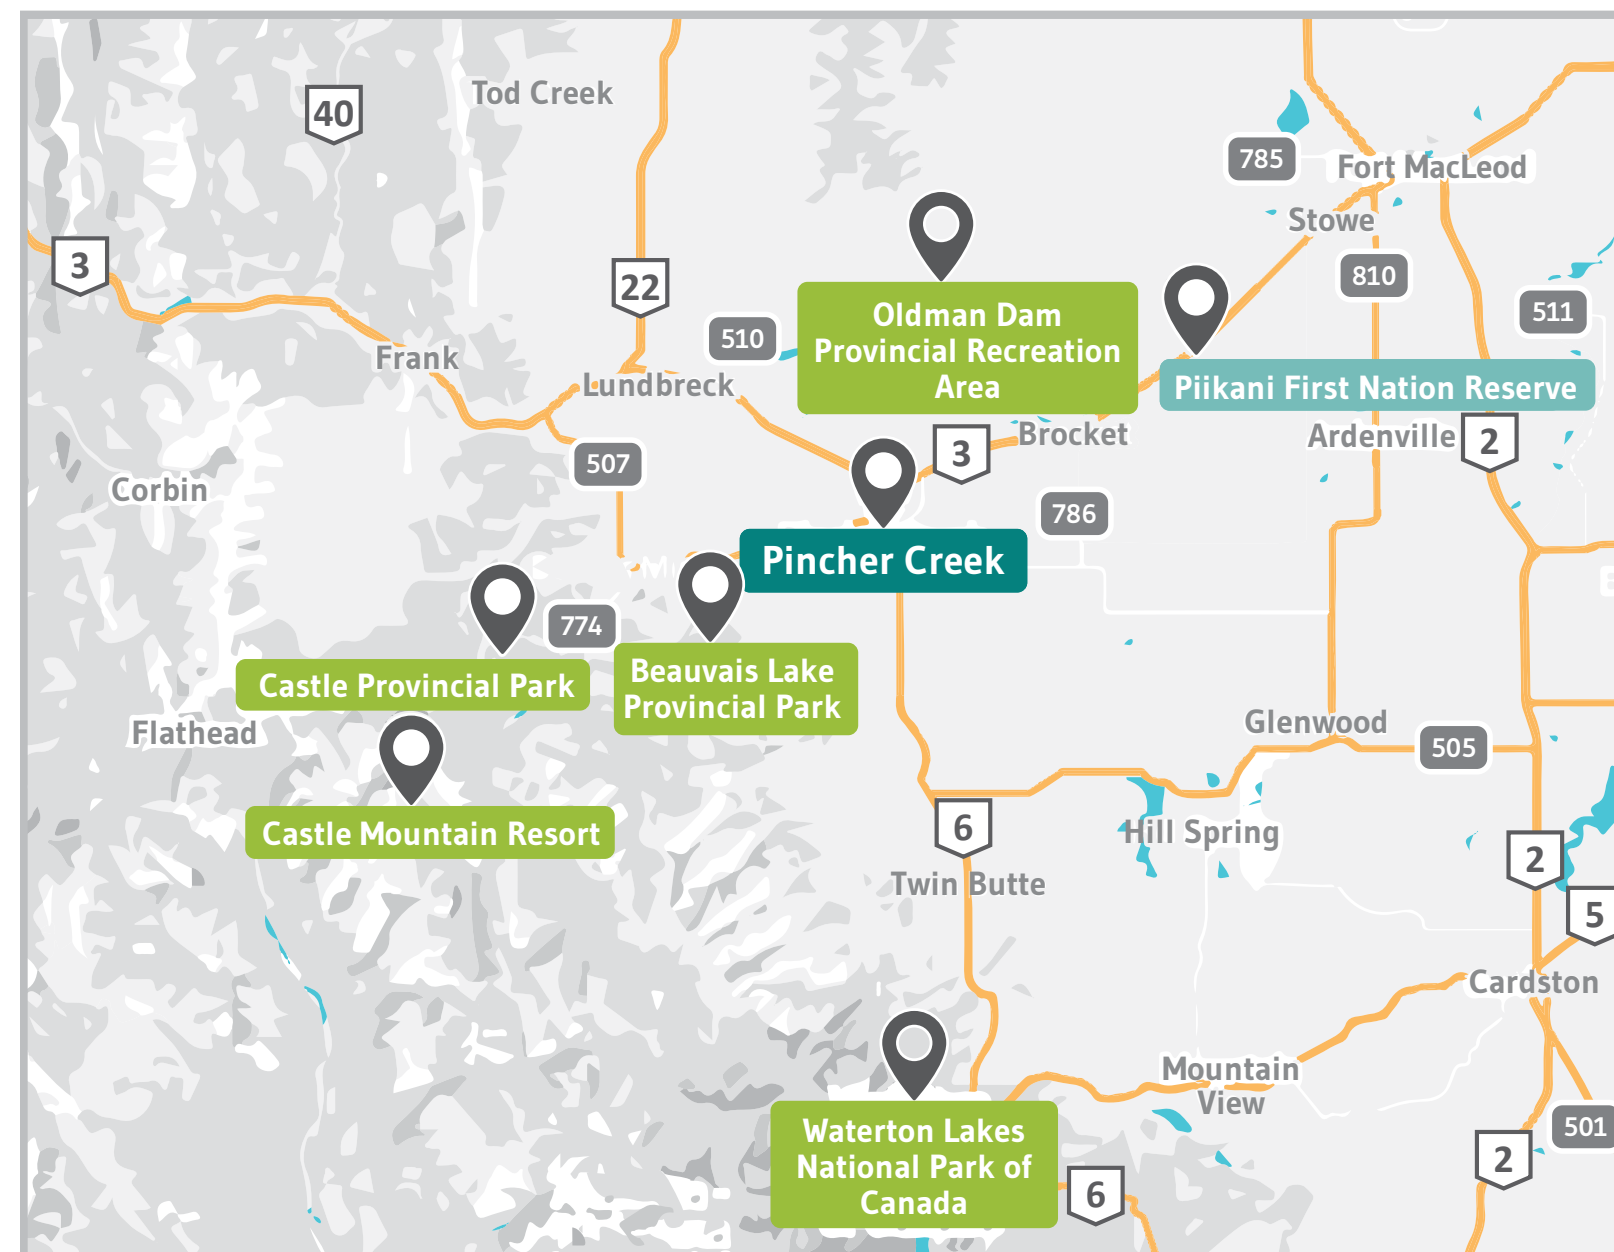 Tod Creek
40
785
Fort MacLeod
Stowe
3
22
810
511
Oldman Dam
Provincial Recreation
Area
510
Frank
Lundbreck
Piikani First Nation Reserve
Brocket
3
Ardenville
2
507
Corbin
786
Pincher Creek
774
Castle Provincial Park
Beauvais Lake
Provincial Park
Flathead
Glenwood
505
Castle Mountain Resort
6
Hill Spring
2
Twin Butte
5
Cardston
Mountain
View
Waterton Lakes
National Park of
Canada
501
2
6